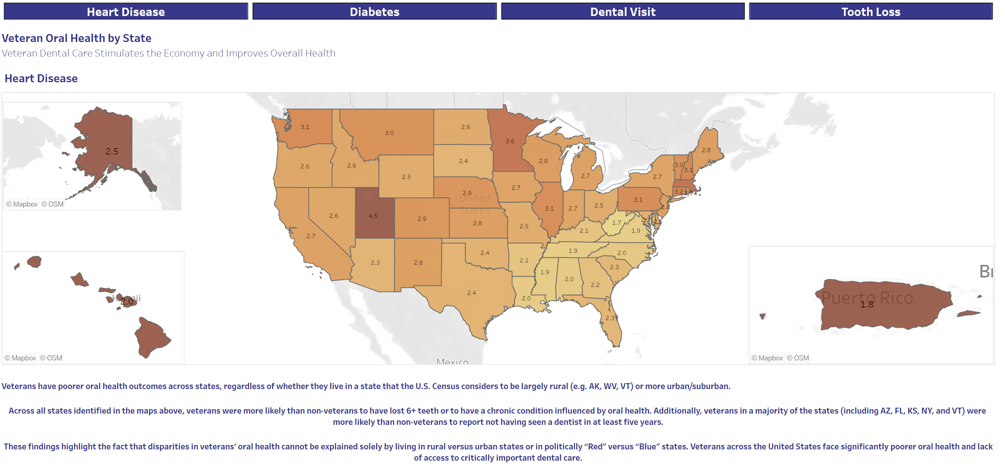 Heart Disease
Diabetes
Dental Visit
Tooth Loss
Veteran Oral Health by State
Veteran Dental Care Stimulates the Economy and Improves Overall Health
Heart Disease
2.5
© Mapbox © OSM
Hawaii
2.0
© Mapbox © OSM
3.1
3.0
2.6
3.6
2.6
2.6
2.5
2.4
2.8
2.7
2.7
2.8
3.0
3.1
2.7
2.9
United
States
3.2
3.0
3.1
2.8
2.6
4.5
2.9
2.8
2.5
3.1
2.7
2.5
1.7
2.3
2.6
2.7
2.1
1.9
2.3
2.8
2.4
2.1
1.9
2.0
2.4
1.9
2.0
2.2
2.3
2.0
2.3
Mexico
Puerto Rico
1.8
© Mapbox © OSM
Veterans have poorer oral health outcomes across states, regardless of whether they live in a state that the U.S. Census considers to be largely rural (e.g. AK, WV, VT) or more urban/suburban.
Across all states identified in the maps above, veterans were more likely than non-veterans to have lost 6+ teeth or to have a chronic condition influenced by oral health. Additionally, veterans in a majority of the states (including AZ, FL, KS, NY, and VT) were
more likely than non-veterans to report not having seen a dentist in at least five years.
These findings highlight the fact that disparities in veterans’ oral health cannot be explained solely by living in rural versus urban states or in politically “Red” versus “Blue” states. Veterans across the United States face significantly poorer oral health and lack
of access to critically important dental care.